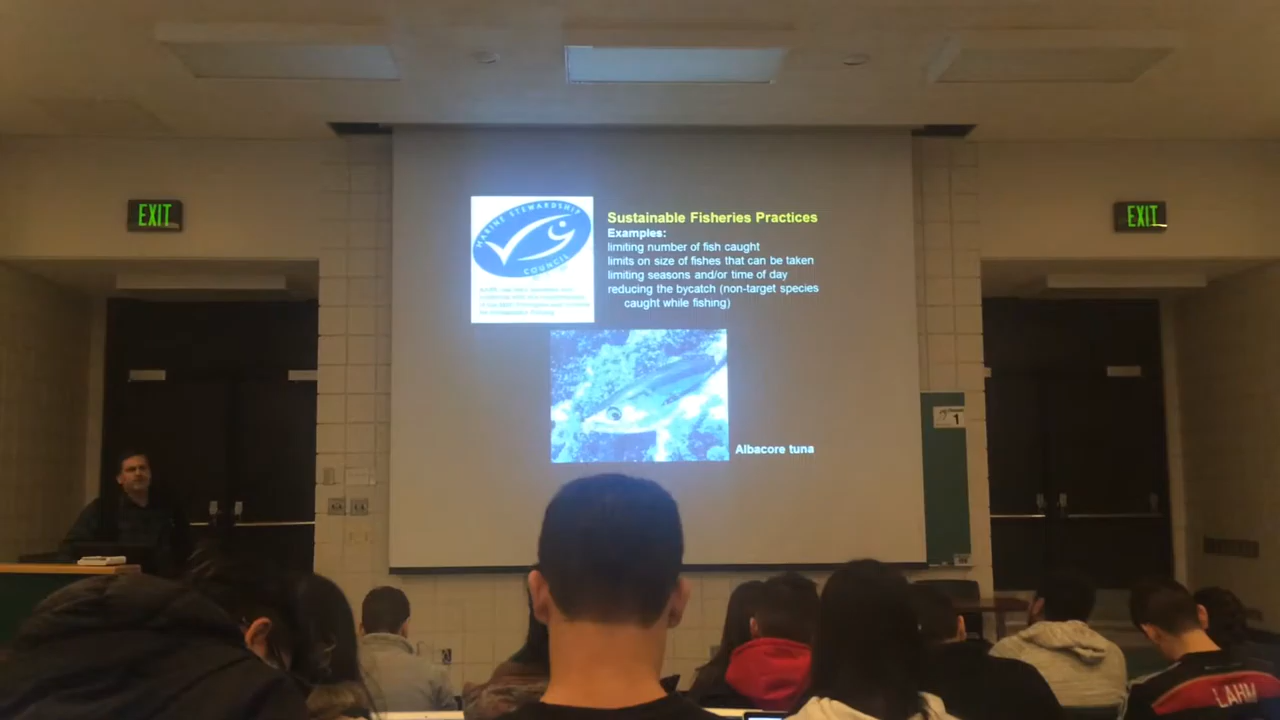 EXIT
EXIT
MARINE STEWARDSHIP
COUNCIL
Sustainable Fisheries Practices
Examples:
limiting number of fish caught
limits on size of fishes that can be taken
limiting seasons and/or time of day
reducing the bycatch (non-target species
caught while fishing)
Albacore tuna
1
LAHM